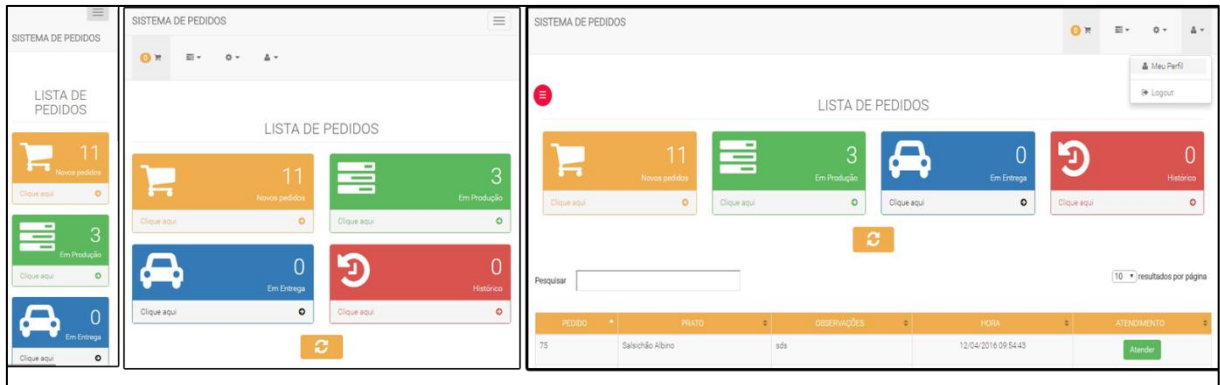 SISTEMA DE PEDIDOS
LISTA DE
PEDIDOS
11
Novos pedidos
Clique aqui
3
Em Produção
Clique aqui
0
Em Entrega
Clique aqui
SISTEMA DE PEDIDOS
0
LISTA DE PEDIDOS
11
Novos pedidos
Clique aqui
3
Em Produção
Clique aqui
0
Em Entrega
Clique aqui
0
Histórico
Clique aqui
SISTEMA DE PEDIDOS
0
Meu Perfil
Logout
LISTA DE PEDIDOS
11
Novos pedidos
Clique aqui
3
Em Produção
Clique aqui
0
Em Entrega
Clique aqui
0
Histórico
Clique aqui
Pesquisar
10 resultados por página
PEDIDO PRATO OBSERVAÇÕES HORA ATENDIMENTO
75 Salsichão Albino sds 12/04/2016 09:54:43 Atender